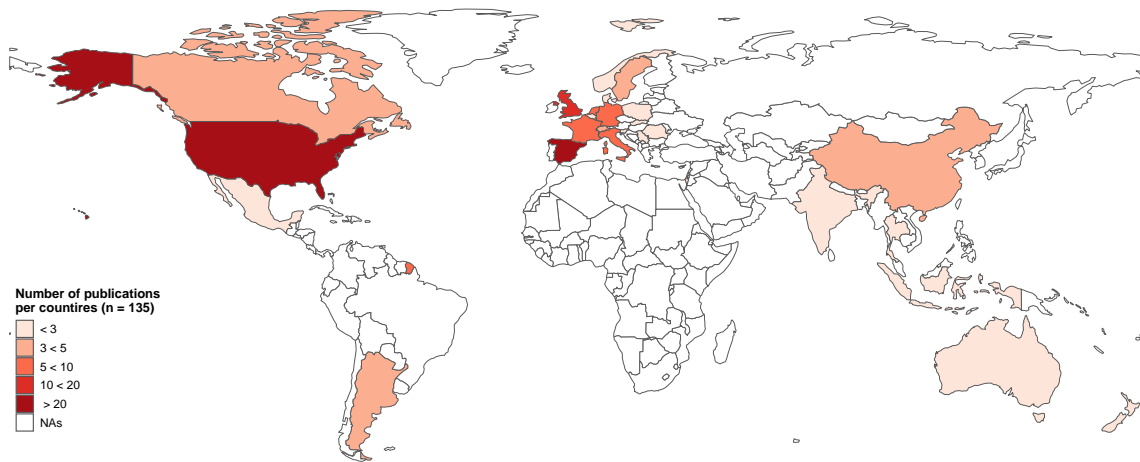 Number of publications
per countires (n = 135)
< 3
3 < 5
5 < 10
10 < 20
> 20
NAs